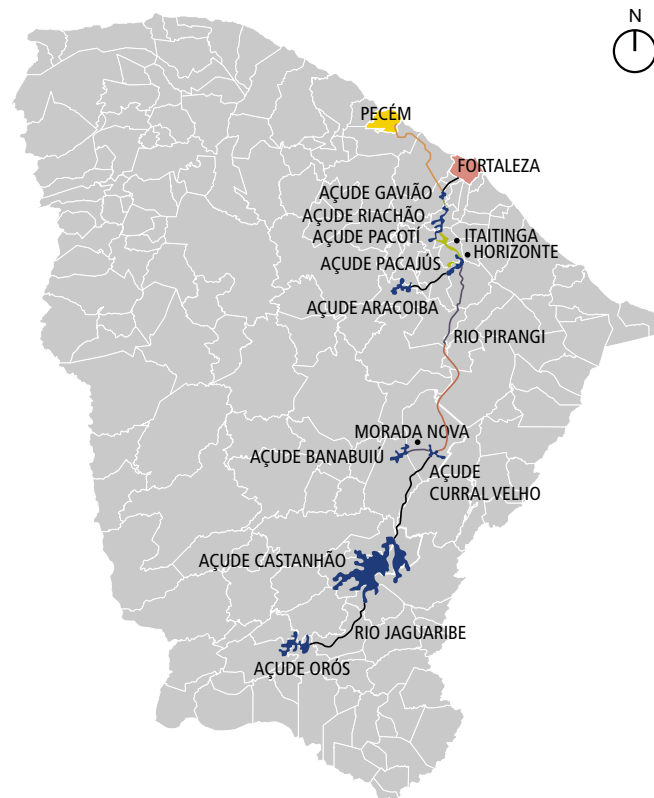 N
PECÉM
FORTALEZA
AÇUDE GAVIÃO
AÇUDE RIACHÃO
AÇUDE PACOTÍ
ITAITINGA
HORIZONTE
AÇUDE PACAJÚS
AÇUDE ARACOIBA
RIO PIRANGI
MORADA NOVA
AÇUDE BANABUIÚ
AÇUDE
CURRAL VELHO
AÇUDE CASTANHÃO
RIO JAGUARIBE
AÇUDE ORÓS